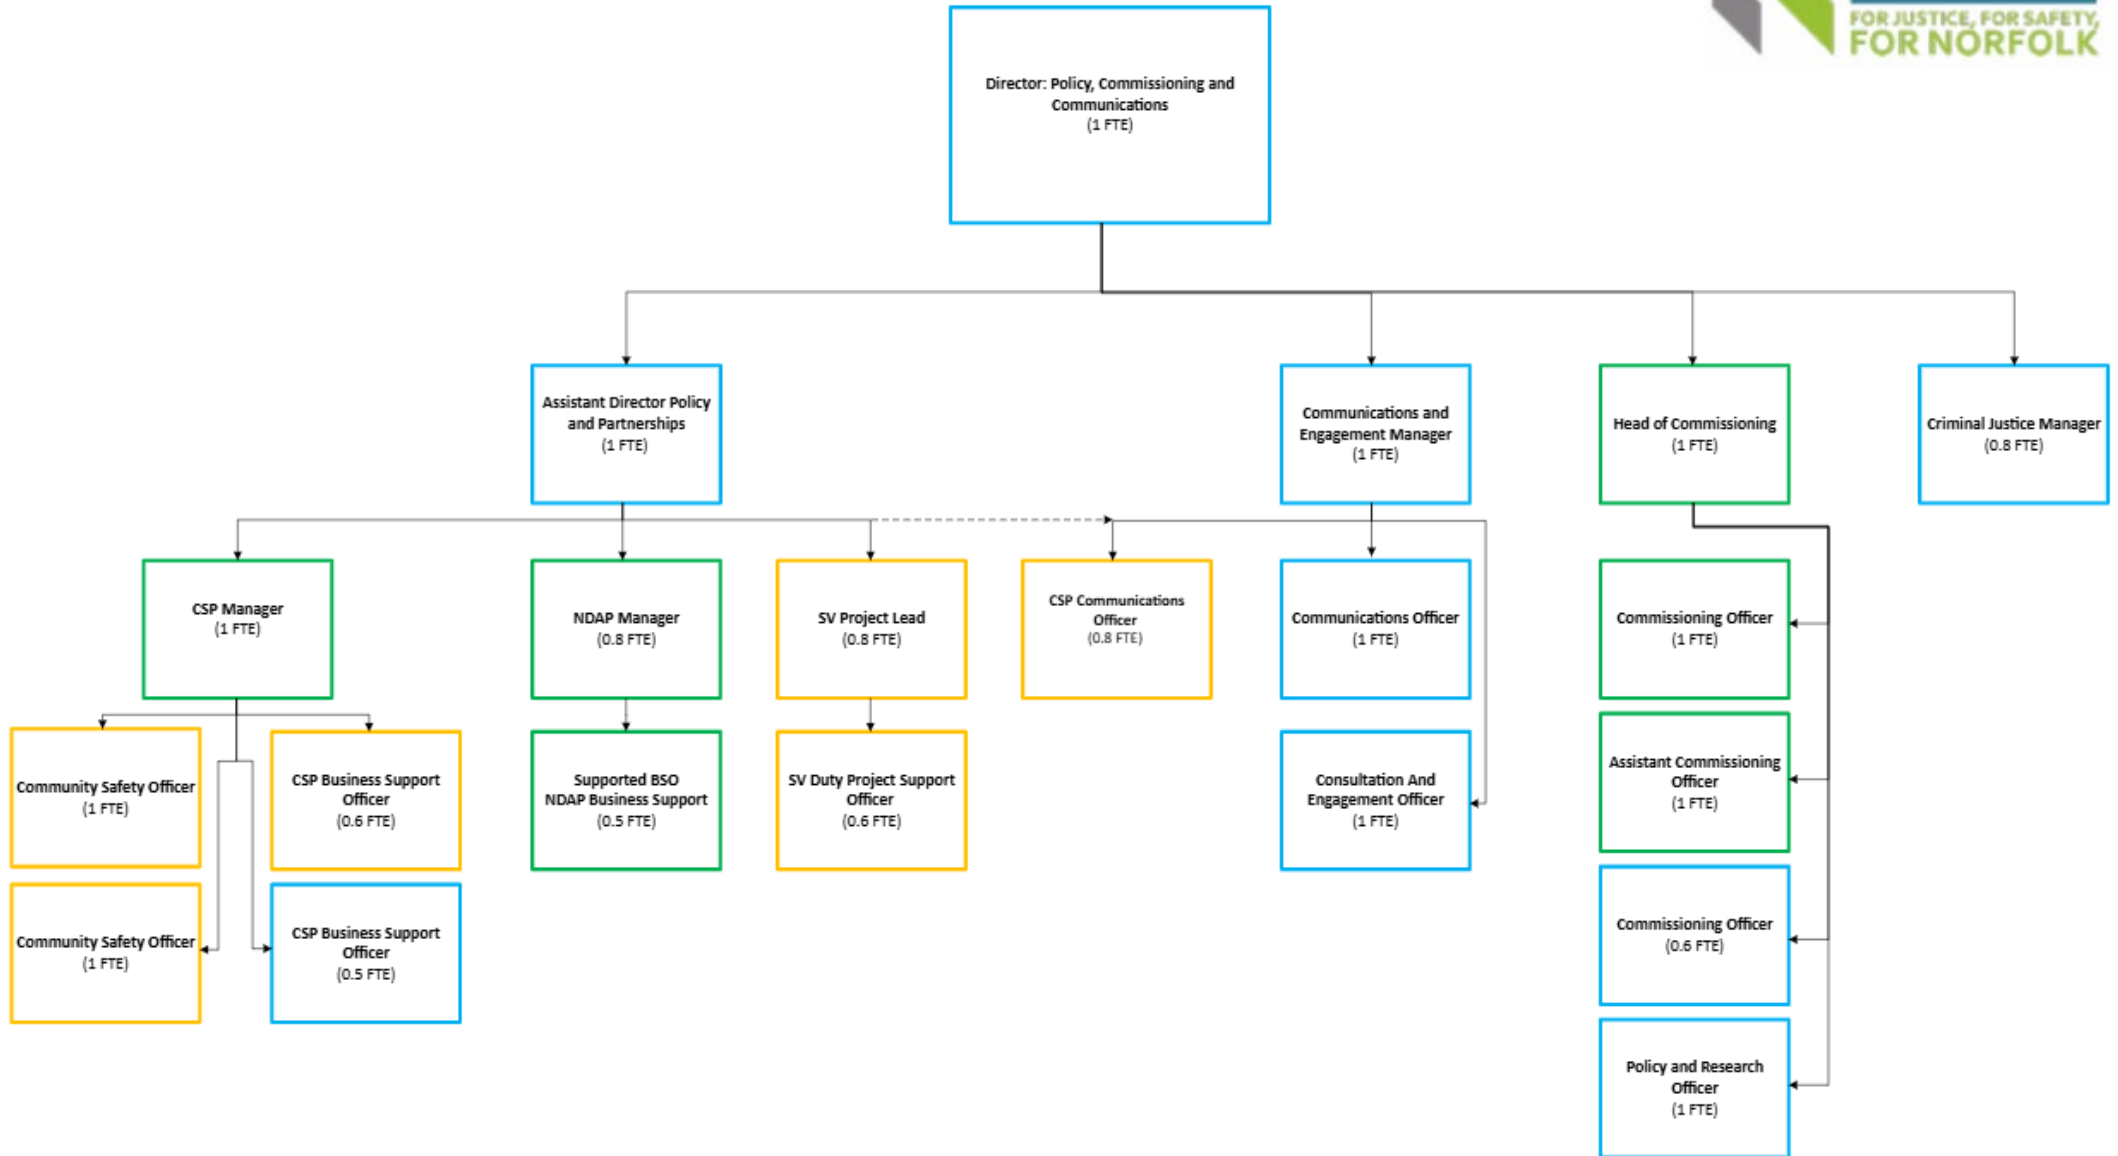 FOR JUSTICE, FOR SAFETY,
FOR NORFOLK
Director: Policy, Commissioning and
Communications
(1 FTE)
Assistant Director Policy
and Partnerships
(1 FTE)
Communications and
Engagement Manager
(1 FTE)
Head of Commissioning
(1 FTE)
Criminal Justice Manager
(0.8 FTE)
CSP Manager
(1 FTE)
NDAP Manager
(0.8 FTE)
SV Project Lead
(0.8 FTE)
CSP Communications
Officer
(0.8 FTE)
Communications Officer
(1 FTE)
Commissioning Officer
(1 FTE)
Community Safety Officer
(1 FTE)
CSP Business Support
Officer
(0.6 FTE)
Supported BSO
NDAP Business Support
(0.5 FTE)
SV Duty Project Support
Officer
(0.6 FTE)
Consultation And
Engagement Officer
(1 FTE)
Assistant Commissioning
Officer
(1 FTE)
Community Safety Officer
(1 FTE)
CSP Business Support
Officer
(0.5 FTE)
Commissioning Officer
(0.6 FTE)
Policy and Research
Officer
(1 FTE)